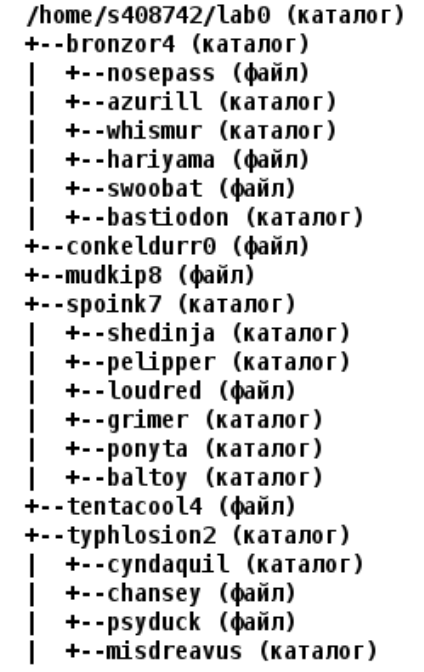 /home/s408742/lab0 (каталог)
+--bronzor4 (каталог)
|  +--nosepass (файл)
|  +--azurill (каталог)
|  +--whismur (каталог)
|  +--hariyama (файл)
|  +--swoobat (файл)
|  +--bastiodon (каталог)
+--conkeldurr0 (файл)
+--mudkip8 (файл)
+--spoink7 (каталог)
|  +--shedinja (каталог)
|  +--pelipper (каталог)
|  +--loudred (файл)
|  +--grimer (каталог)
|  +--ponyta (каталог)
|  +--baltoy (каталог)
+--tentacool4 (файл)
+--typhlosion2 (каталог)
|  +--cyndaquil (каталог)
|  +--chansey (файл)
|  +--psyduck (файл)
|  +--misdreavus (каталог)